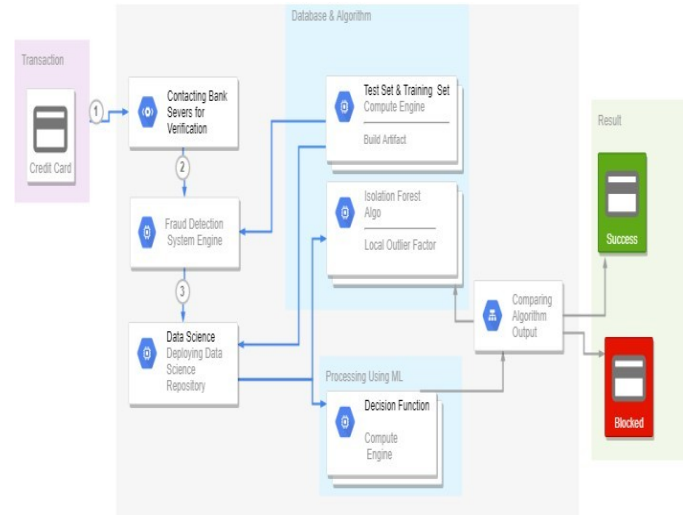 Database & Algorithm
Transaction
Credit Card
1
Contacting Bank
Severs for
Verification
2
Fraud Detection
System Engine
3
Data Science
Deploying Data
Science
Repository
Test Set & Training Set
Compute Engine
Build Artifact
Isolation Forest
Algo
Local Outlier Factor
Processing Using ML
Decision Function
Compute
Engine
Comparing
Algorithm
Output
Result
Success
Blocked